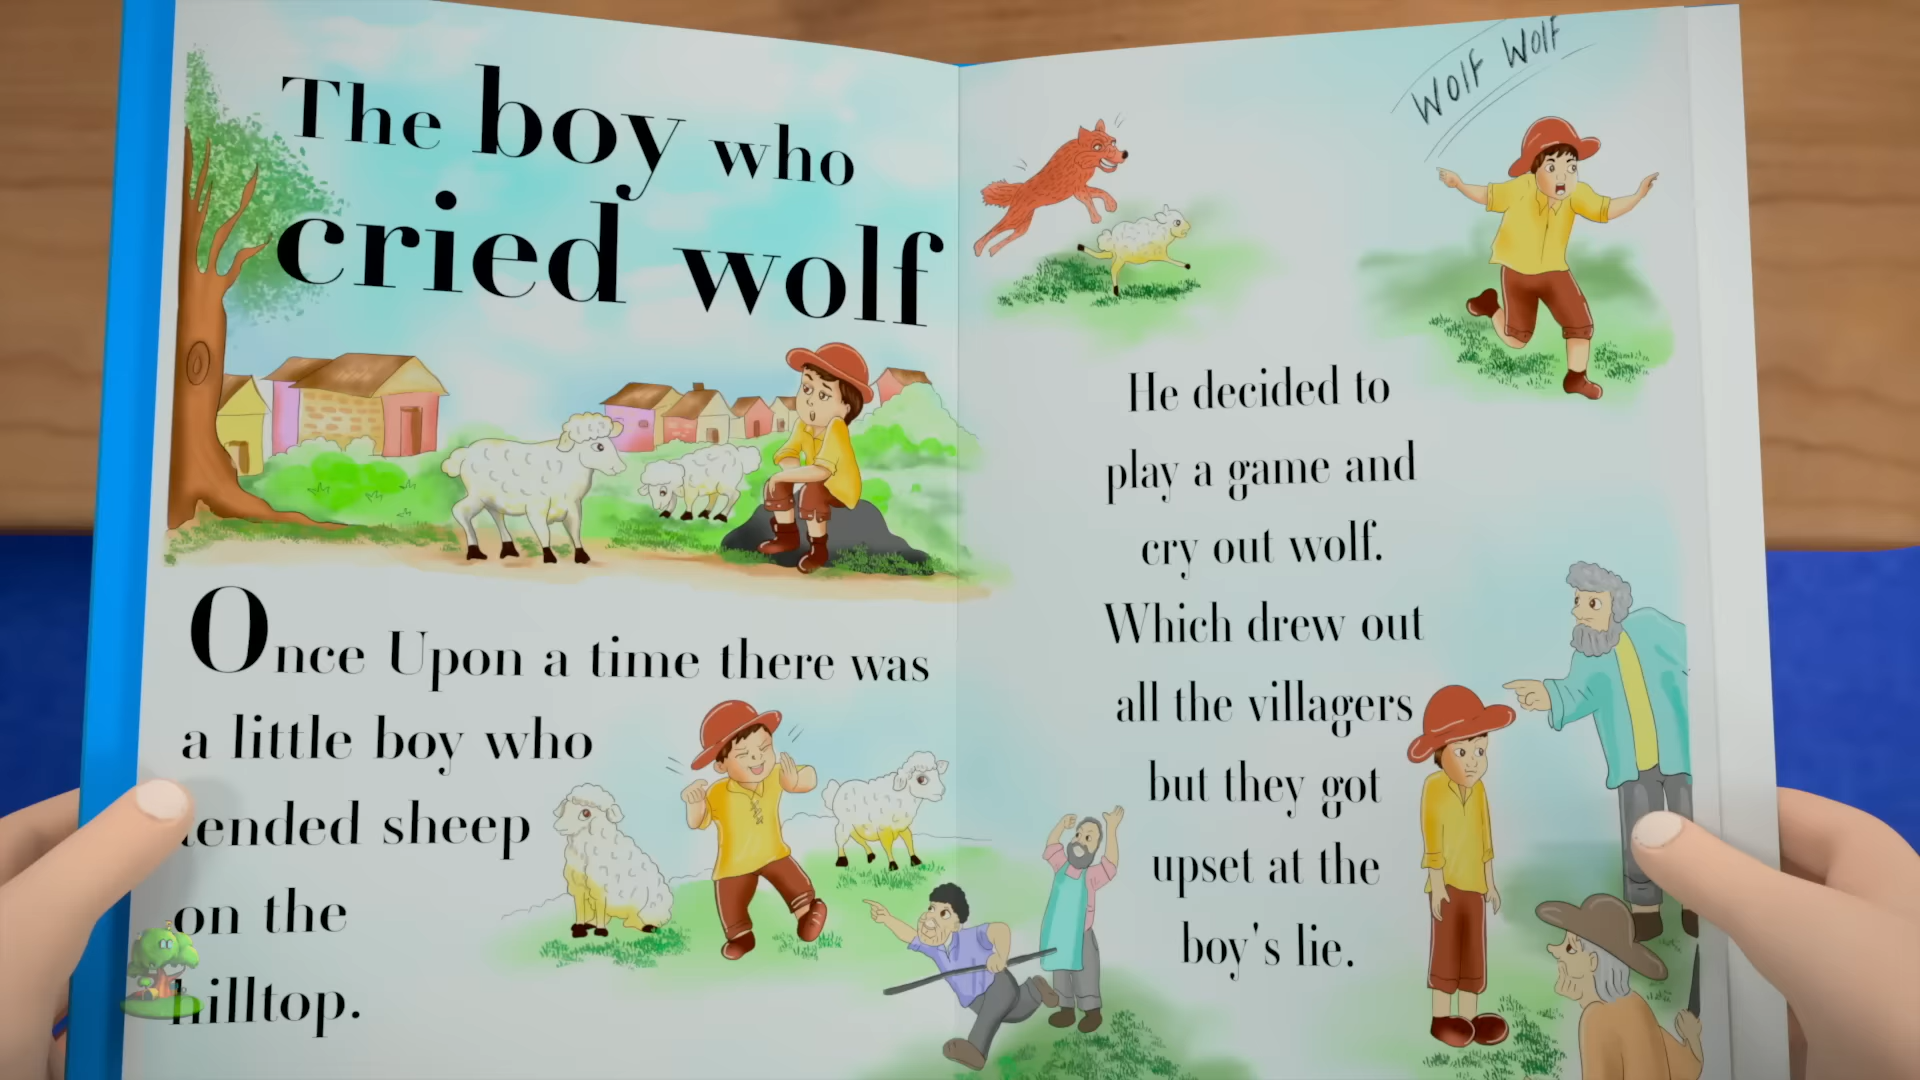 The boy who
cried wolf
Once Upon a time there was
a little boy who
tended sheep
on the
hilltop.
WOLF WOLF
He decided to
play a game and
cry out wolf.
Which drew out
all the villagers
but they got
upset at the
boy's lie.